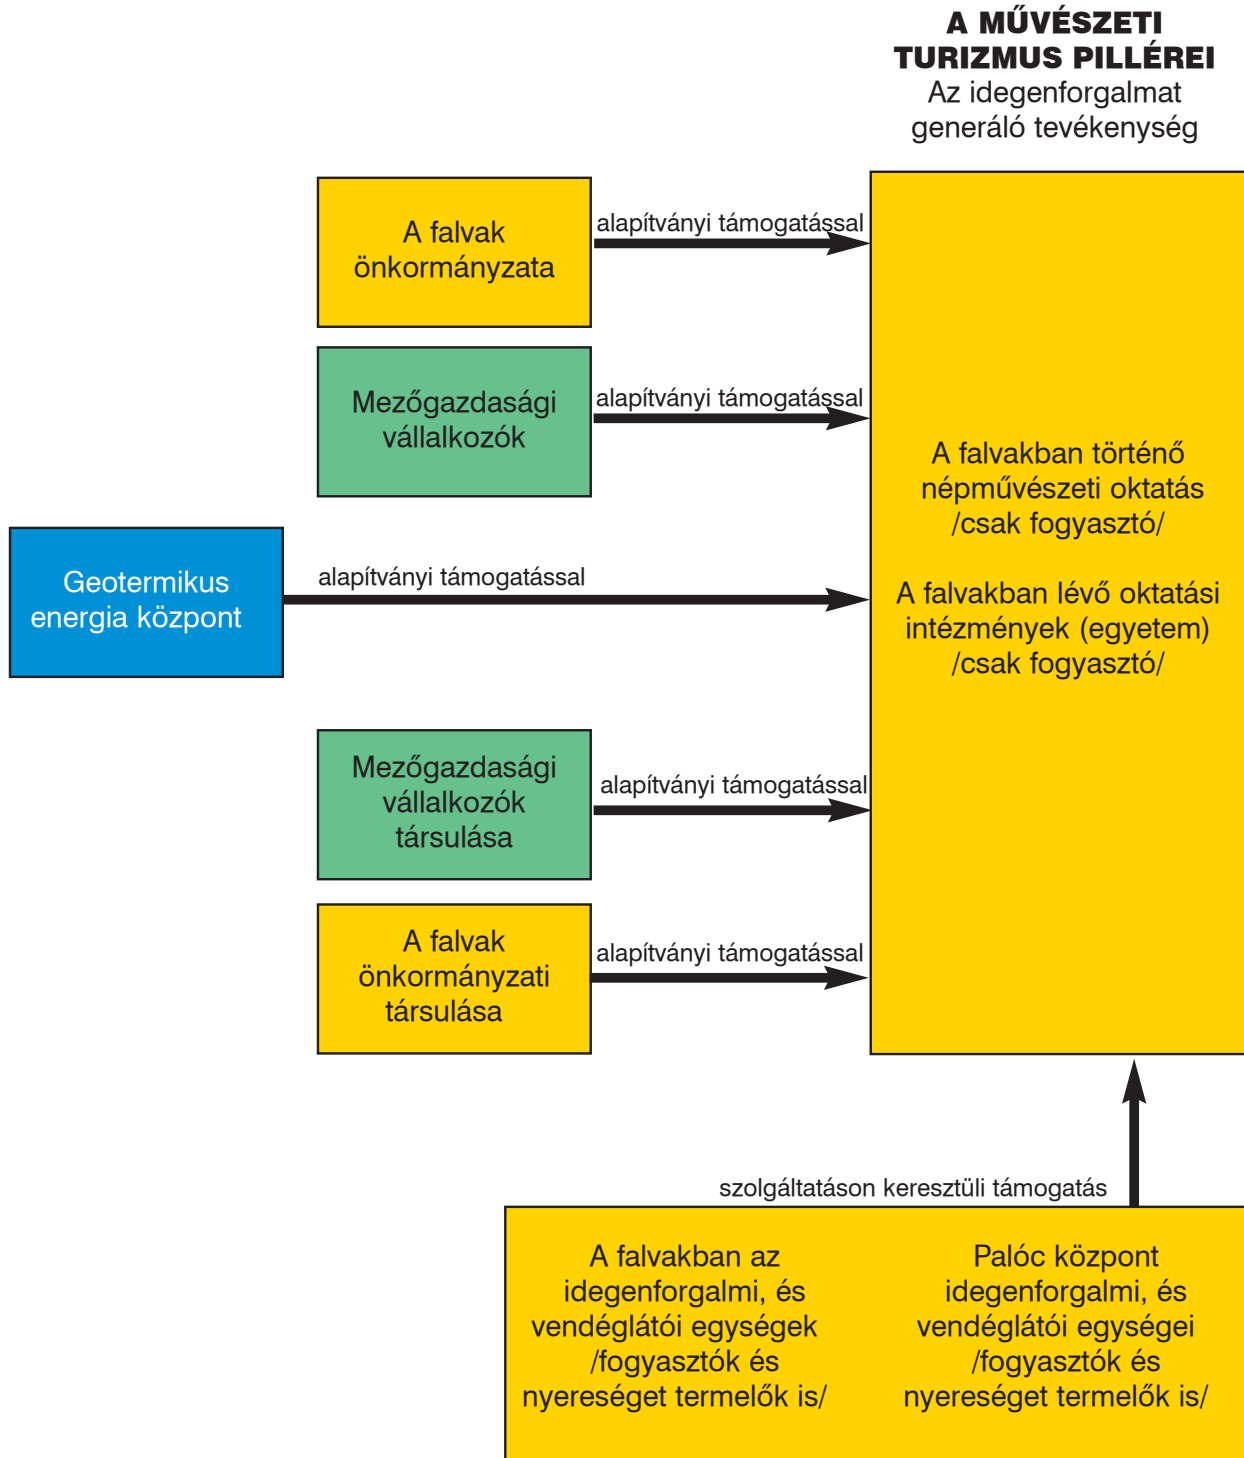 A MŰVÉSZETI
TURIZMUS PILLÉREI
Az idegenforgalmat
generáló tevékenység
A falvak
önkormányzata
alapítványi támogatással
Mezőgazdasági
vállalkozók
alapítványi támogatással
Geotermikus
energia központ
alapítványi támogatással
Mezőgazdasági
vállalkozók
társulása
alapítványi támogatással
A falvak
önkormányzati
társulása
alapítványi támogatással
A falvakban történő
népművészeti oktatás
/csak fogyasztó/
A falvakban lévő oktatási
intézmények (egyetem)
/csak fogyasztó/
szolgáltatáson keresztüli támogatás
A falvakban az
idegenforgalmi, és
vendéglátói egységek
/fogyasztók és
nyereséget termelők is/
Palóc központ
idegenforgalmi, és
vendéglátói egységei
/fogyasztók és
nyereséget termelők is/